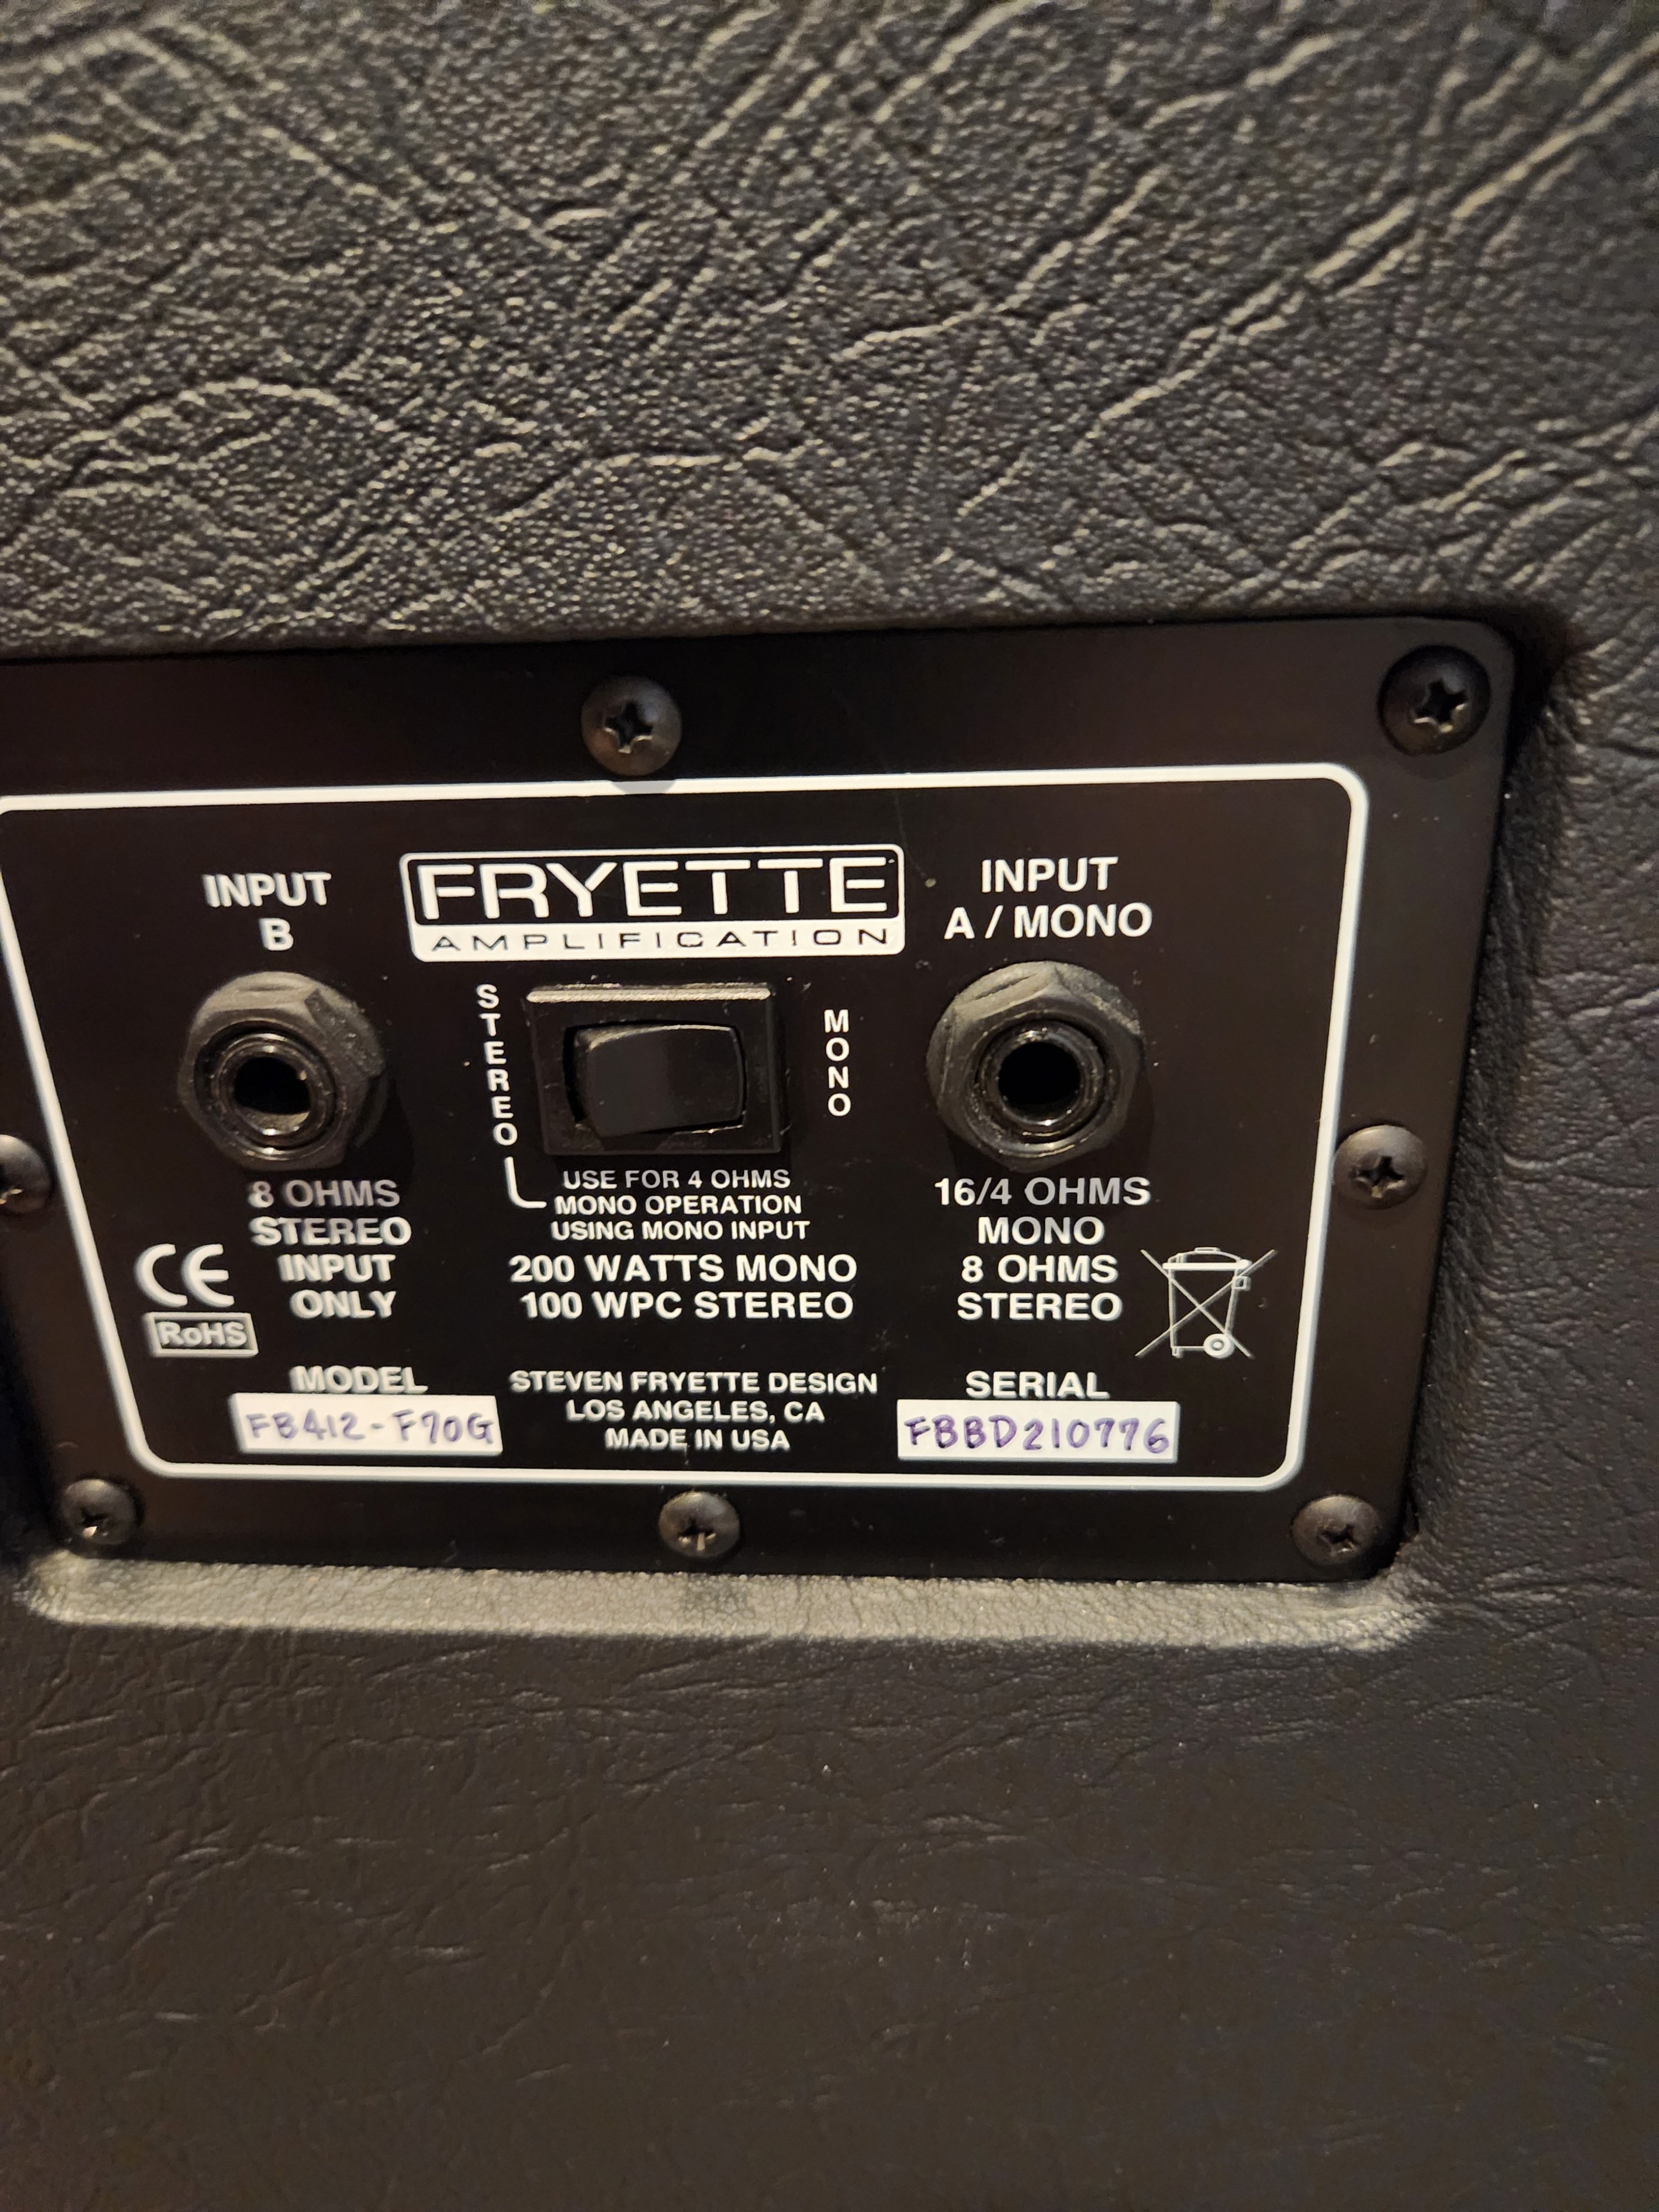 INPUT
B
FRYETTE
AMPLIFICATION
INPUT
A / MONO
STEREO
MONO
USE FOR 4 OHMS
MONO OPERATION
USING MONO INPUT
8 OHMS
STEREO
INPUT
ONLY
200 WATTS MONO
100 WPC STEREO
16/4 OHMS
MONO
8 OHMS
STEREO
CE
RoHS
MODEL
FB412-F70G
STEVEN FRYETTE DESIGN
LOS ANGELES, CA
MADE IN USA
SERIAL
FBBD210776